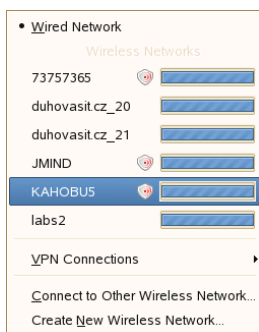 Wired Network
Wireless Networks
73757365
duhovasit.cz_20
duhovasit.cz_21
JMIND
KAHOBU5
labs2
VPN Connections
Connect to Other Wireless Network...
Create New Wireless Network...